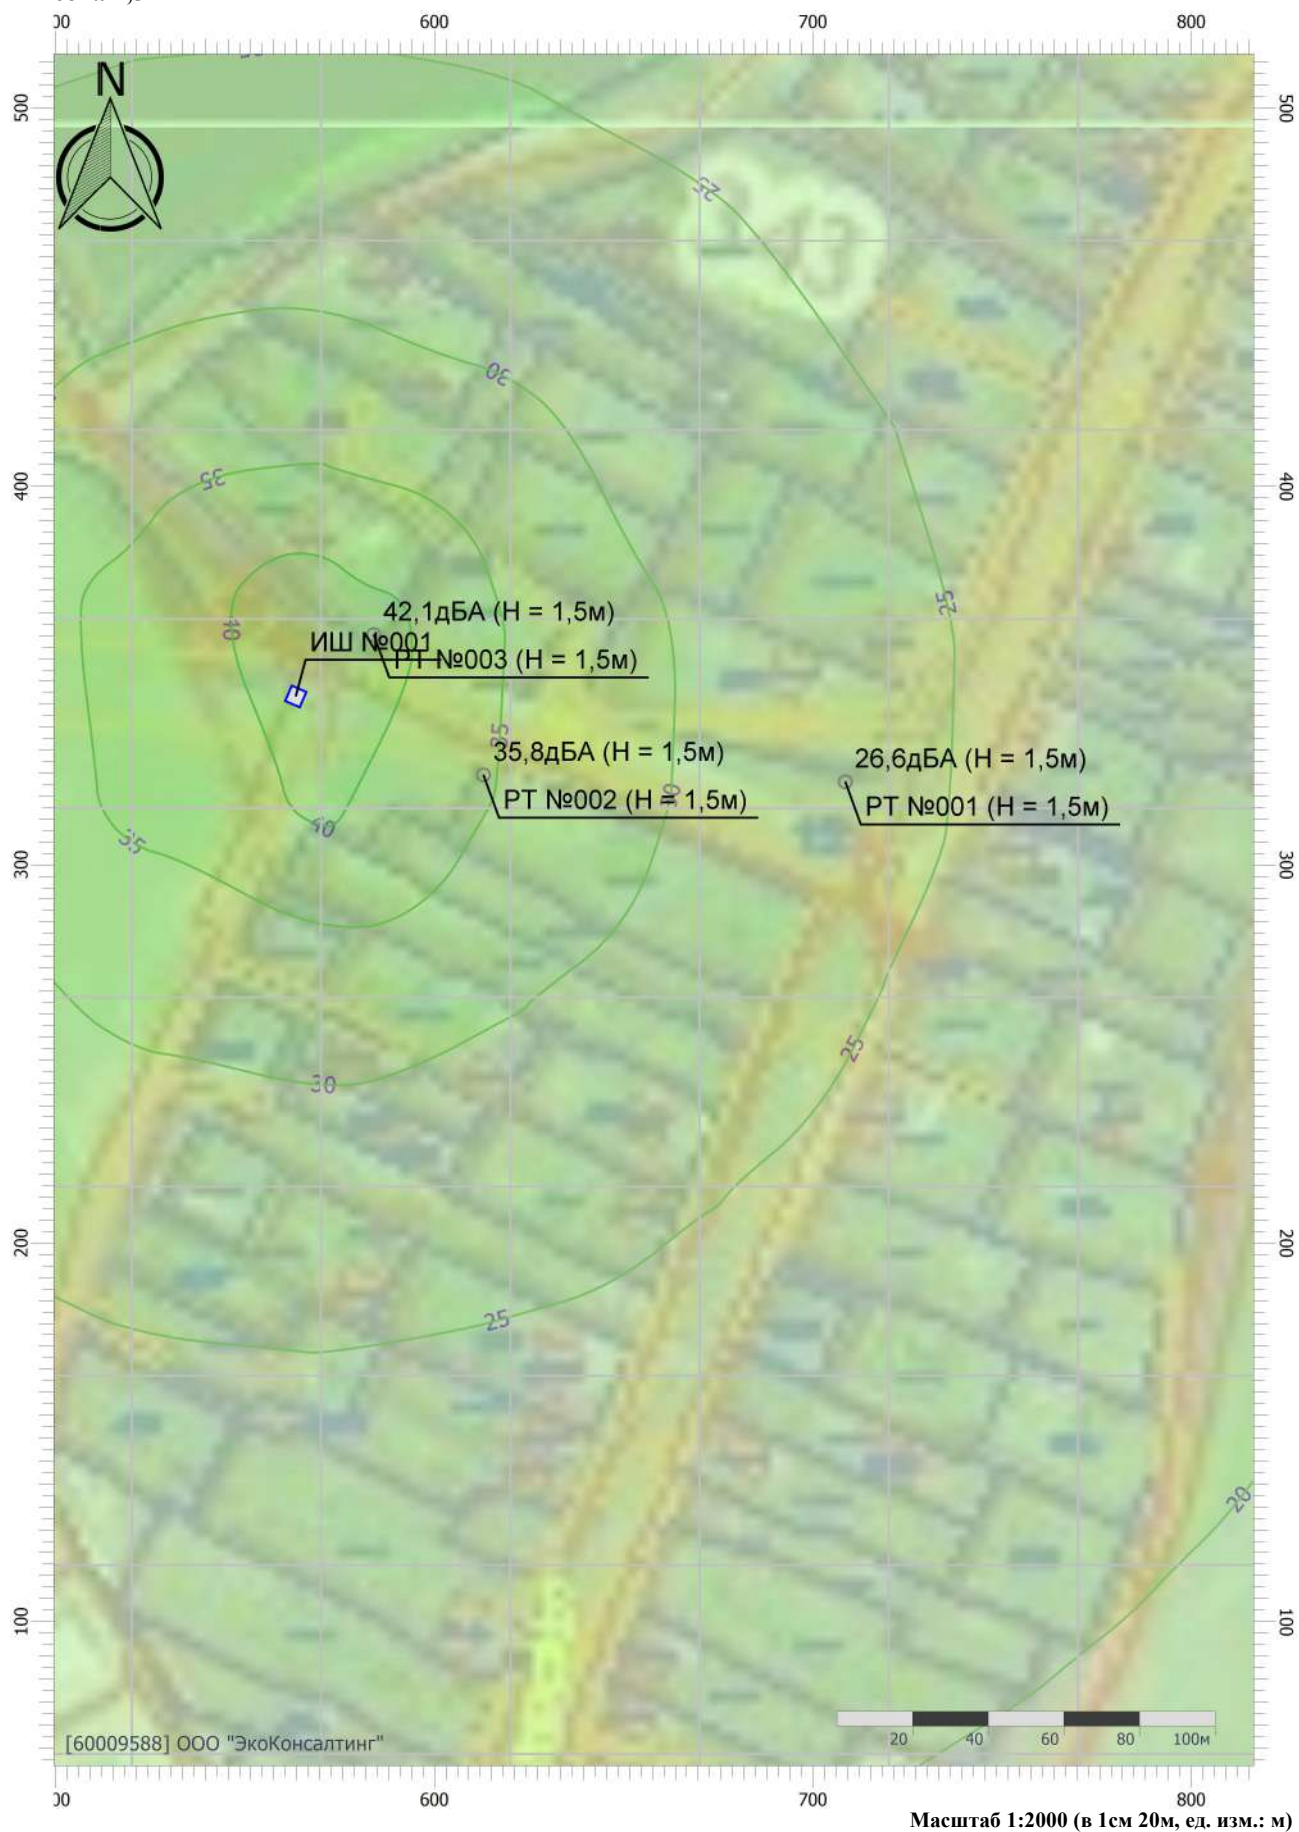 600 700 800
N
500 500
25
30
400 400
35
25
42,1дБА (Н = 1,5м)
40
ИШ №001
РТ №003 (Н = 1,5м)
35
35,8дБА (Н = 1,5м)
26,6дБА (Н = 1,5м)
30
РТ №002 (Н = 1,5м)
РТ №001 (Н = 1,5м)
40
35
300 300
25
30
200 200
25
20
100 100
20 40 60 80 100м
[60009588] ООО "ЭкоКонсалтинг"
600 700 800
Масштаб 1:2000 (в 1см 20м, ед. изм.: м)